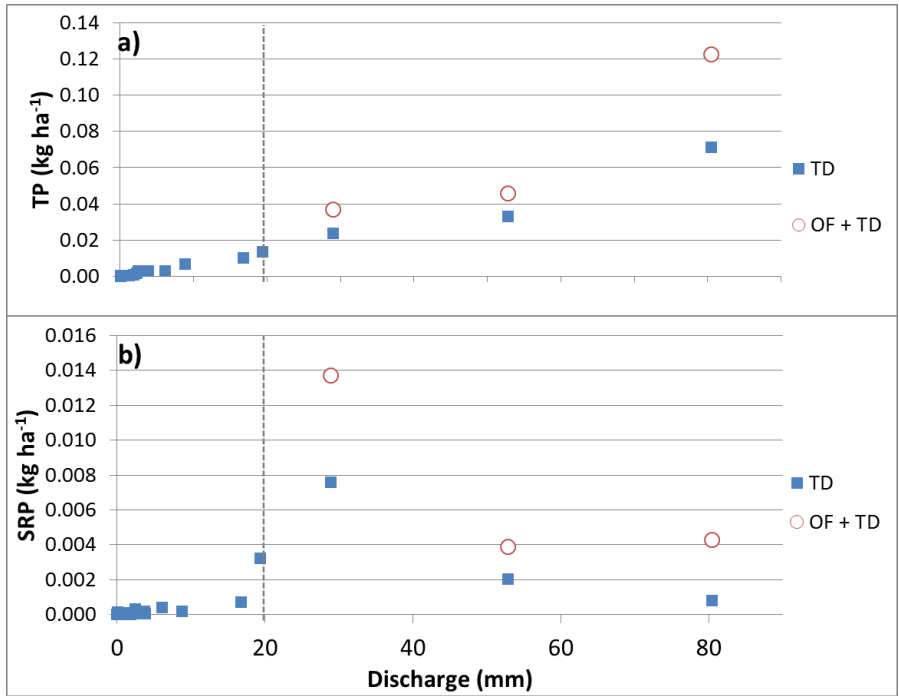 a)
0.14
0.12
0.10
0.08
0.06
0.04
0.02
0.00
TP (kg ha⁻¹)
TD
OF + TD
b)
0.016
0.014
0.012
0.010
0.008
0.006
0.004
0.002
0.000
SRP (kg ha⁻¹)
TD
OF + TD
0 20 40 60 80
Discharge (mm)